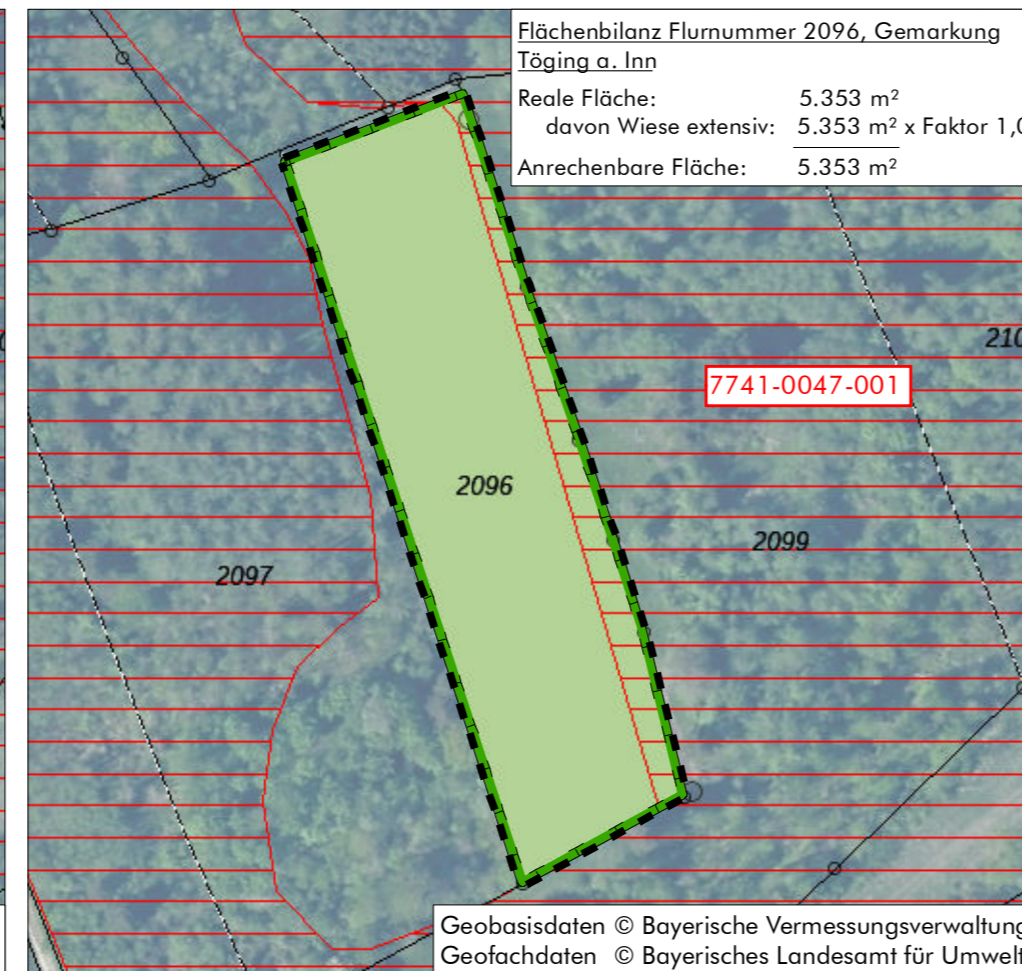 Flächenbilanz Flurnummer 2096, Gemarkung
Töging a. Inn
Reale Fläche: 5.353 m²
davon Wiese extensiv: 5.353 m² x Faktor 1,0
Anrechenbare Fläche: 5.353 m²
210
7741-0047-001
2096
2099
2097
Geobasisdaten © Bayerische Vermessungsverwaltung
Geofachdaten © Bayerisches Landesamt für Umwelt